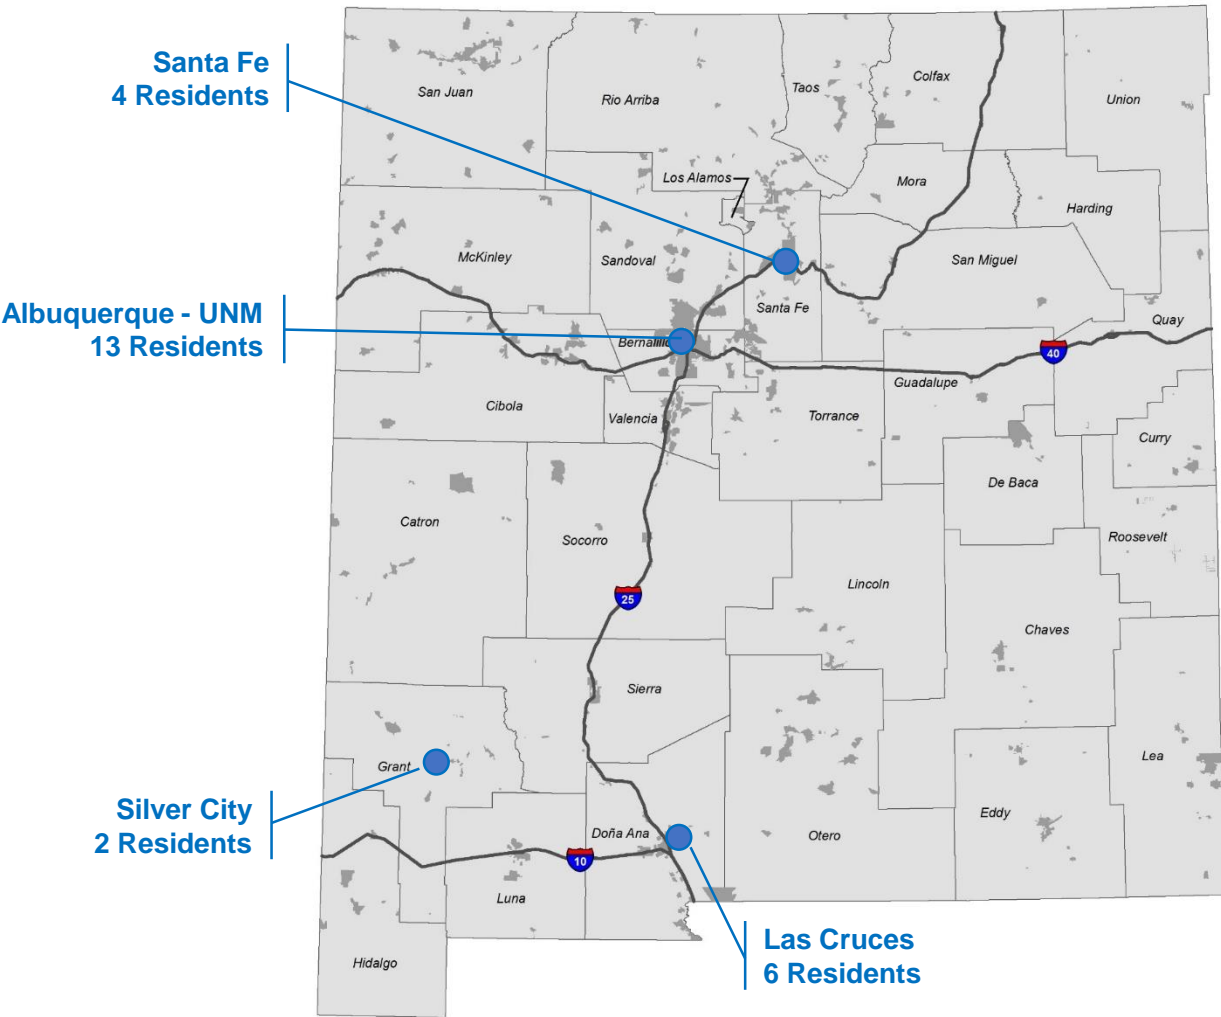 Santa Fe
4 Residents
San Juan
Rio Arriba
Taos
Colfax
Union
Los Alamos
Mora
Harding
McKinley
Sandoval
San Miguel
Albuquerque - UNM
13 Residents
Santa Fe
Quay
Bernalillo
40
Guadalupe
Cibola
Valencia
Torrance
Curry
De Baca
Catron
Socorro
Roosevelt
Lincoln
25
Chaves
Sierra
Grant
Lea
Silver City
2 Residents
Doña Ana
Otero
Eddy
10
Luna
Las Cruces
6 Residents
Hidalgo